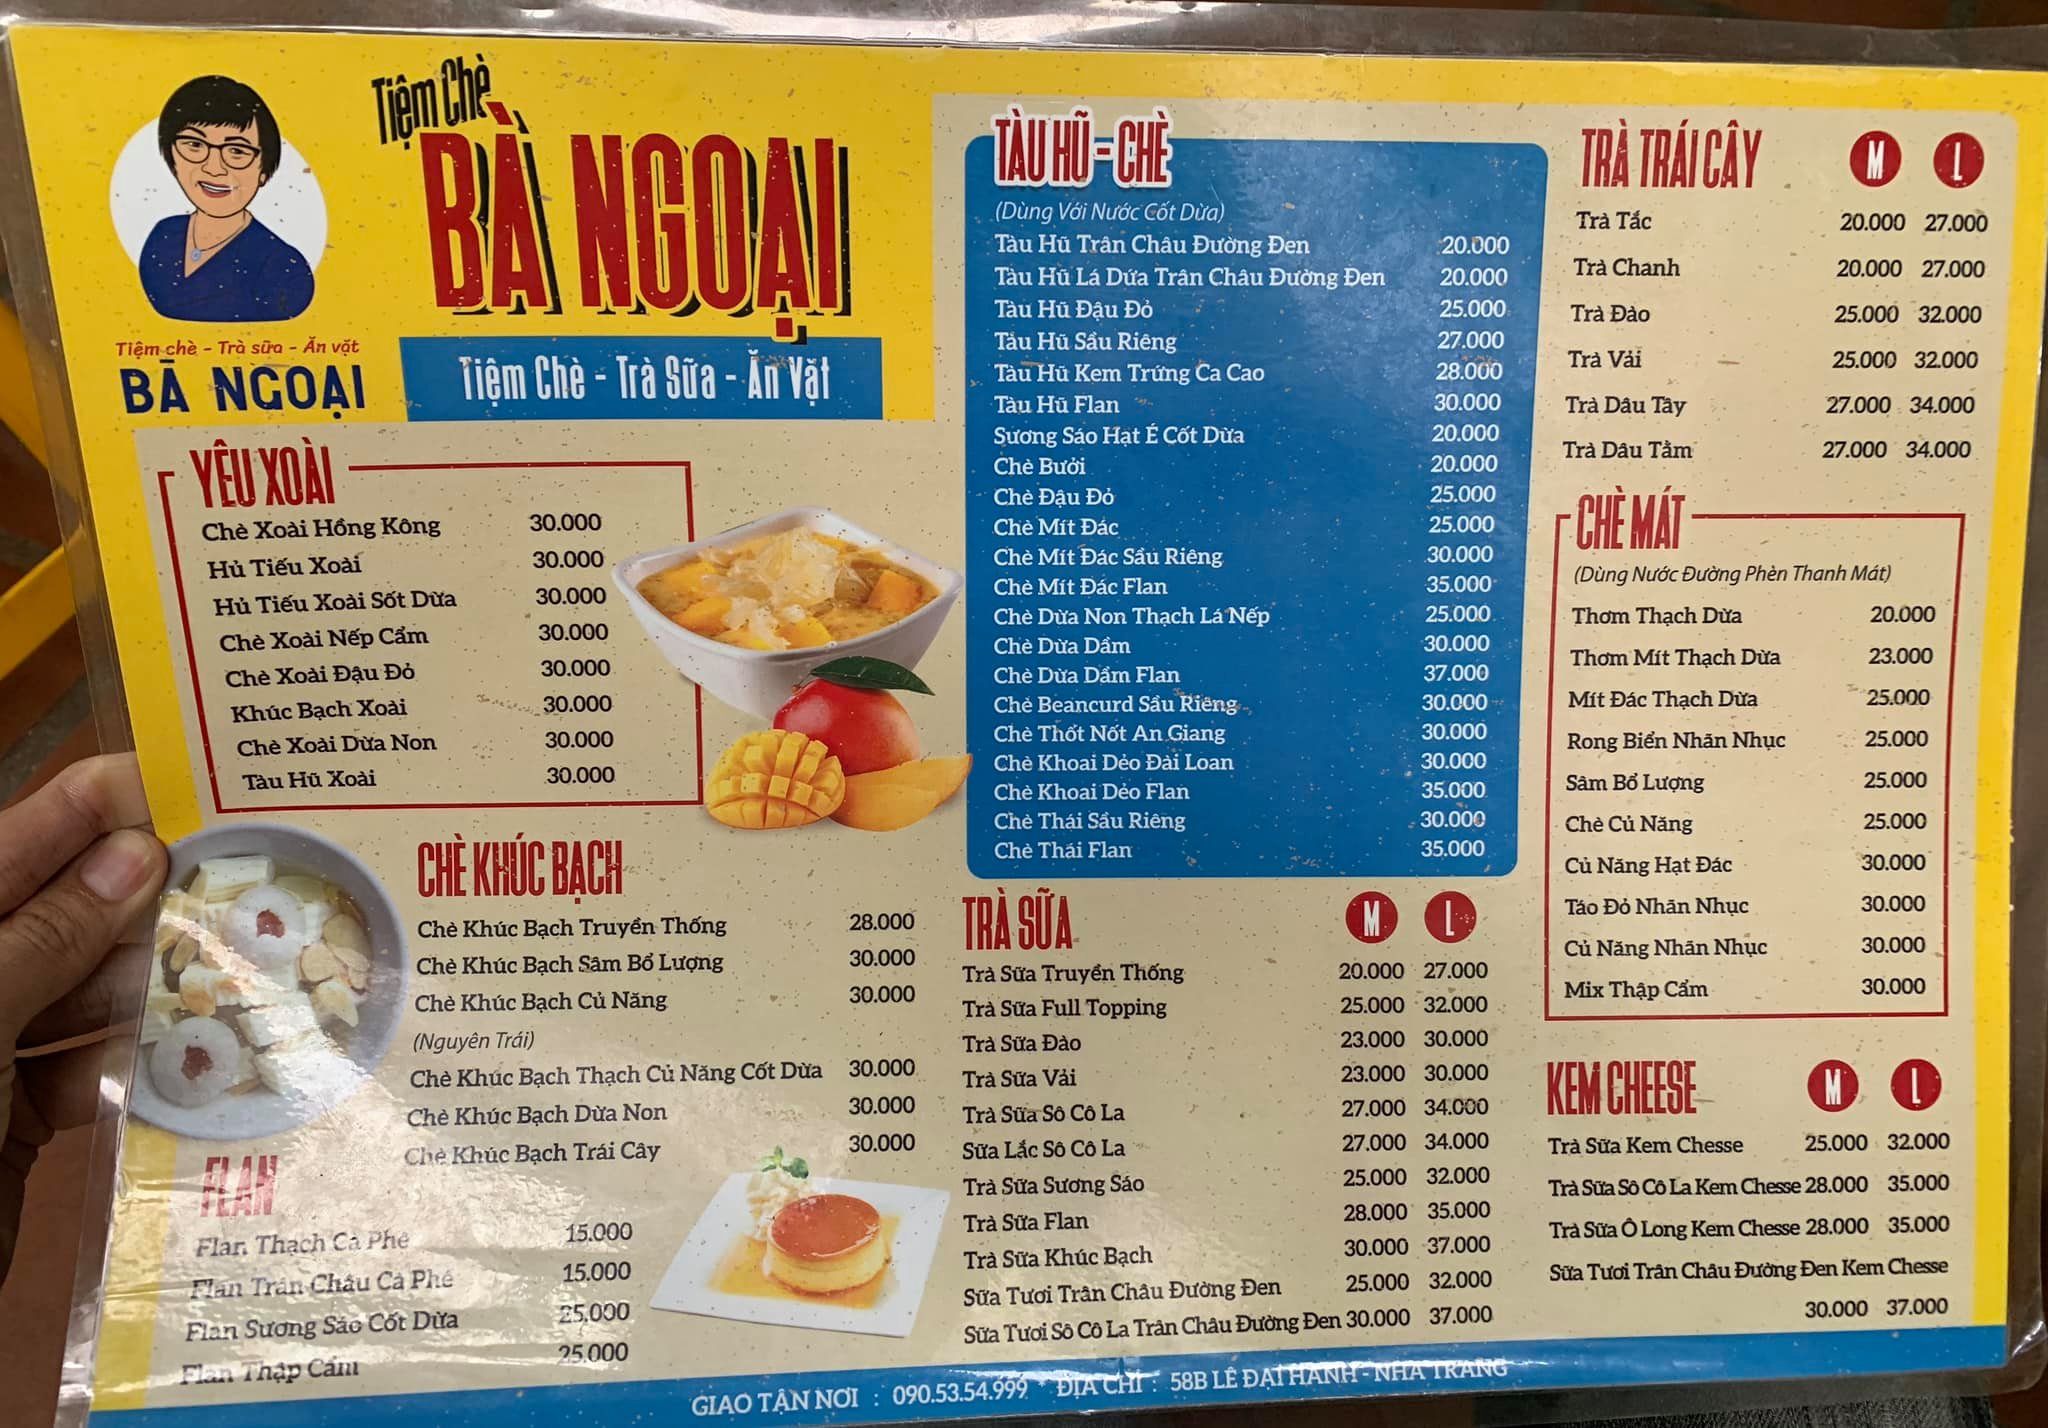 Tiệm Chè
BÀ NGOẠI
Tiệm chè - Trà sữa - Ăn vặt
BÀ NGOẠI
Tiệm Chè - Trà Sữa - Ăn Vặt
YÊU XOÀI
Chè Xoài Hồng Kông 30.000
Hủ Tiếu Xoài 30.000
Hủ Tiếu Xoài Sốt Dừa 30.000
Chè Xoài Nếp Cẩm 30.000
Chè Xoài Đậu Đỏ 30.000
Khúc Bạch Xoài 30.000
Chè Xoài Dừa Non 30.000
Tàu Hũ Xoài 30.000
CHÈ KHÚC BẠCH
Chè Khúc Bạch Truyền Thống 28.000
Chè Khúc Bạch Sâm Bổ Lượng 30.000
Chè Khúc Bạch Củ Năng 30.000
(Nguyên Trái)
Chè Khúc Bạch Thạch Củ Năng Cốt Dừa 30.000
Chè Khúc Bạch Dừa Non 30.000
Chè Khúc Bạch Trái Cây 30.000
FLAN
Flan Thạch Cà Phê 15.000
Flan Trân Châu Cà Phê 15.000
Flan Sương Sáo Cốt Dừa 25.000
Flan Thập Cẩm 25.000
TÀU HŨ - CHÈ
(Dùng Với Nước Cốt Dừa)
Tàu Hũ Trân Châu Đường Đen 20.000
Tàu Hũ Lá Dứa Trân Châu Đường Đen 20.000
Tàu Hũ Đậu Đỏ 25.000
Tàu Hũ Sầu Riêng 27.000
Tàu Hũ Kem Trứng Ca Cao 28.000
Tàu Hũ Flan 30.000
Sương Sáo Hạt É Cốt Dừa 20.000
Chè Bưởi 20.000
Chè Đậu Đỏ 25.000
Chè Mít Đác 25.000
Chè Mít Đác Sầu Riêng 30.000
Chè Mít Đác Flan 35.000
Chè Dừa Non Thạch Lá Nếp 25.000
Chè Dừa Dầm 30.000
Chè Dừa Dầm Flan 37.000
Chè Beancurd Sầu Riêng 30.000
Chè Thốt Nốt An Giang 30.000
Chè Khoai Dẻo Đài Loan 30.000
Chè Khoai Dẻo Flan 35.000
Chè Thái Sầu Riêng 30.000
Chè Thái Flan 35.000
TRÀ SỮA M L
Trà Sữa Truyền Thống 20.000 27.000
Trà Sữa Full Topping 25.000 32.000
Trà Sữa Đào 23.000 30.000
Trà Sữa Vải 23.000 30.000
Trà Sữa Sô Cô La 27.000 34.000
Sữa Lắc Sô Cô La 27.000 34.000
Trà Sữa Sương Sáo 25.000 32.000
Trà Sữa Flan 28.000 35.000
Trà Sữa Khúc Bạch 30.000 37.000
Sữa Tươi Trân Châu Đường Đen 25.000 32.000
Sữa Tươi Sô Cô La Trân Châu Đường Đen 30.000 37.000
TRÀ TRÁI CÂY M L
Trà Tắc 20.000 27.000
Trà Chanh 20.000 27.000
Trà Đào 25.000 32.000
Trà Vải 25.000 32.000
Trà Dâu Tây 27.000 34.000
Trà Dâu Tằm 27.000 34.000
CHÈ MÁT
(Dùng Nước Đường Phèn Thanh Mát)
Thơm Thạch Dừa 20.000
Thơm Mít Thạch Dừa 23.000
Mít Đác Thạch Dừa 25.000
Rong Biển Nhãn Nhục 25.000
Sâm Bổ Lượng 25.000
Chè Củ Năng 25.000
Củ Năng Hạt Đác 30.000
Táo Đỏ Nhãn Nhục 30.000
Củ Năng Nhãn Nhục 30.000
Mix Thập Cẩm 30.000
KEM CHEESE M L
Trà Sữa Kem Chesse 25.000 32.000
Trà Sữa Sô Cô La Kem Chesse 28.000 35.000
Trà Sữa Ô Long Kem Chesse 28.000 35.000
Sữa Tươi Trân Châu Đường Đen Kem Chesse
30.000 37.000
GIAO TẬN NƠI : 090.53.54.999 * ĐỊA CHỈ : 58B LÊ ĐẠI HÀNH - NHA TRANG